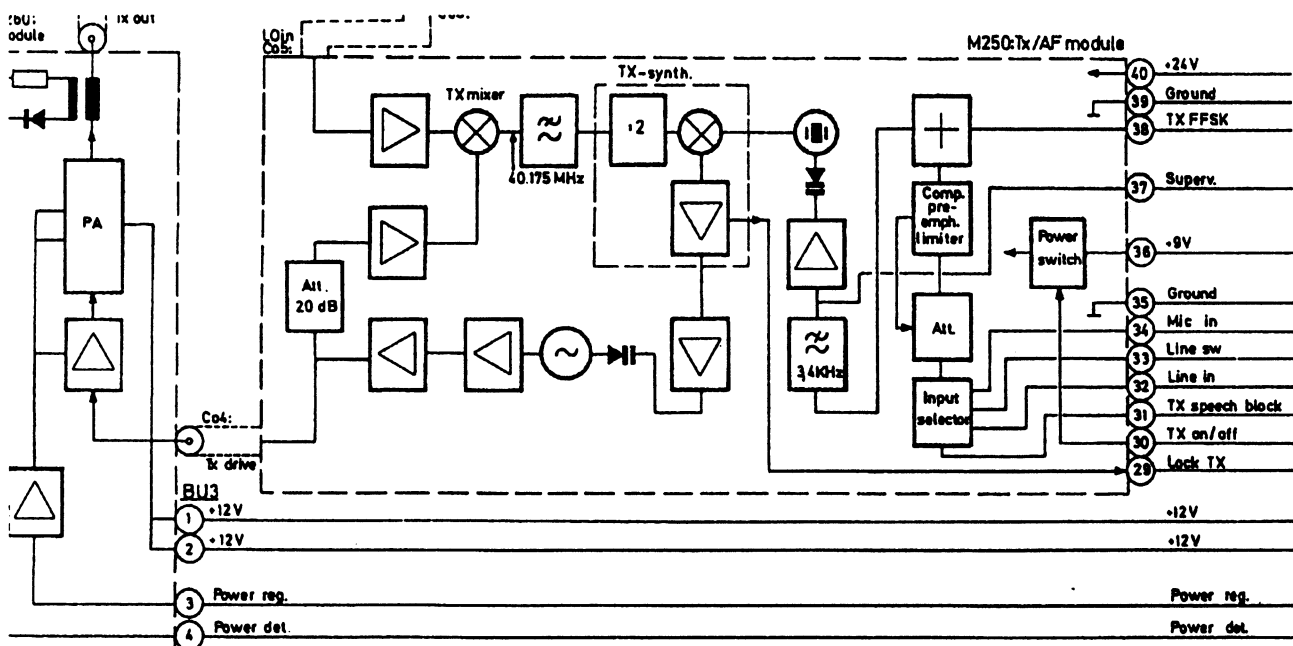 Tx out
LOin
Co5:
M250:Tx/AF module
TX-synth.
TX mixer
:2
40.175 MHz
Comp.
pre-
emph.
limiter
Power
switch
Att.
20 dB
Att.
3,4KHz
Input
selector
PA
Co4:
Tx drive
BU3
40 +24V
39 Ground
38 TX FFSK
37 Superv.
36 +9V
35 Ground
34 Mic in
33 Line sw
32 Line in
31 TX speech block
30 TX on/off
29 Lock TX
1 +12V +12V
2 +12V +12V
3 Power reg. Power reg.
4 Power det. Power det.